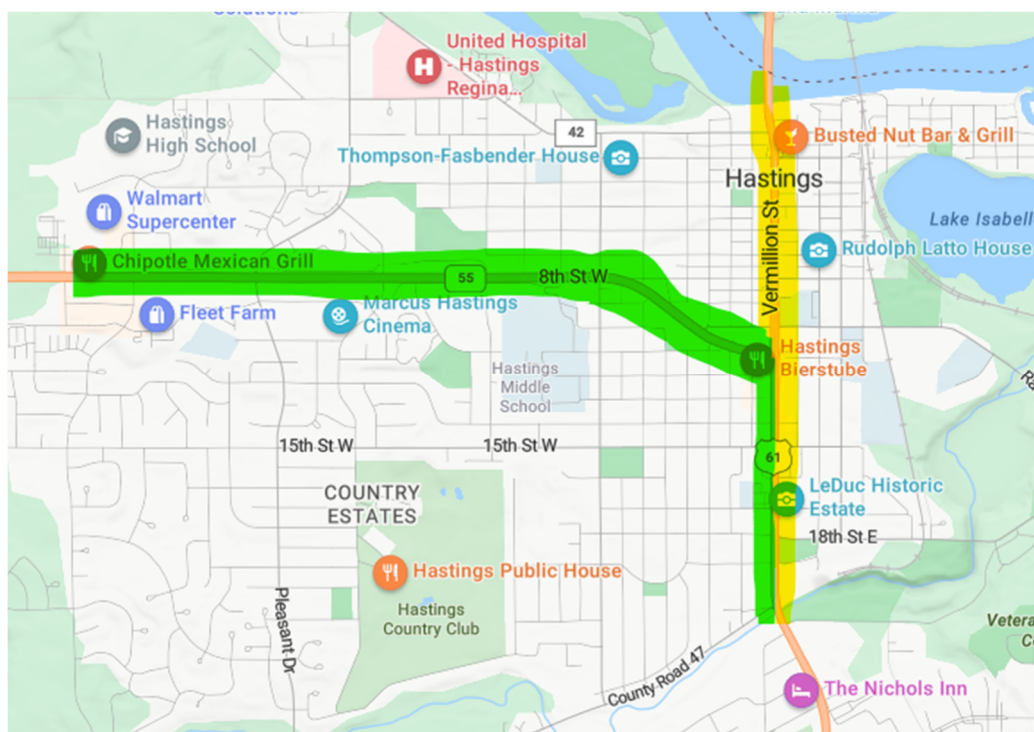 Solutions
United Hospital
- Hastings
Regina...
42
Hastings
High School
Thompson-Fasbender House
Busted Nut Bar & Grill
Hastings
Walmart
Supercenter
Vermillion St
Lake Isabell
Rudolph Latto House
Chipotle Mexican Grill
55
8th St W
Fleet Farm
Marcus Hastings
Cinema
Hastings
Bierstube
Hastings
Middle
School
15th St W
15th St W
61
COUNTRY
ESTATES
LeDuc Historic
Estate
18th St E
Hastings Public House
Pleasant Dr
Hastings
Country Club
Vetera
County Road 47
The Nichols Inn